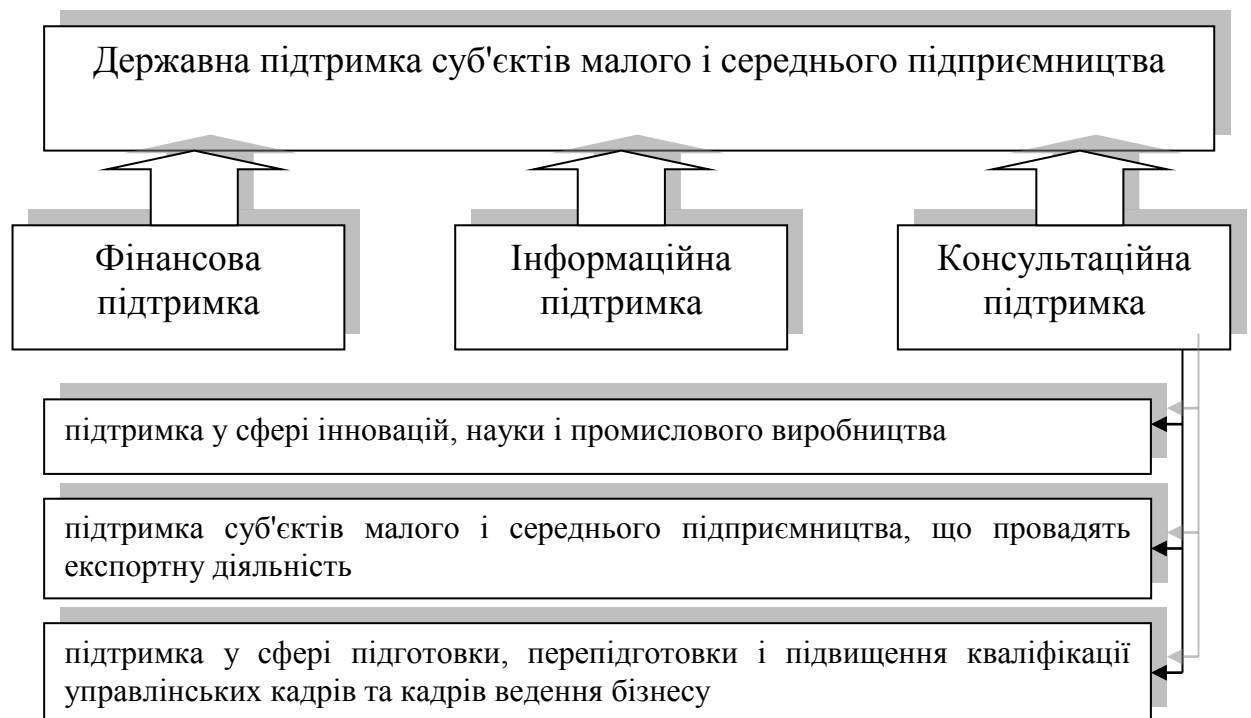 Державна підтримка суб'єктів малого і середнього підприємництва
Фінансова
підтримка
Інформаційна
підтримка
Консультаційна
підтримка
підтримка у сфері інновацій, науки і промислового виробництва
підтримка суб'єктів малого і середнього підприємництва, що провадять
експортну діяльність
підтримка у сфері підготовки, перепідготовки і підвищення кваліфікації
управлінських кадрів та кадрів ведення бізнесу